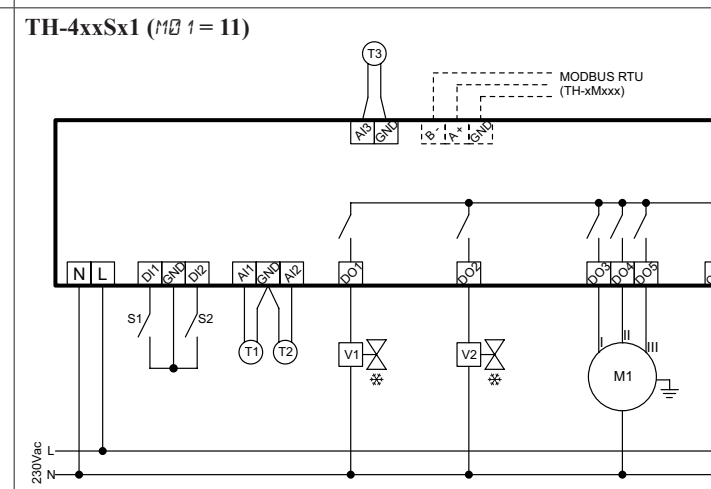 TH-4xxSx1 (M01 = 11)
T3
MODBUS RTU
(TH-xMxxx)
AI3 GND B - A + GND
N L DI1 GND DI2 AI1 GND AI2 DO1 DO2 DO3 DO4 DO5
S1 S2 I II III
T1 T2 V1 V2 M1
230Vac L
N